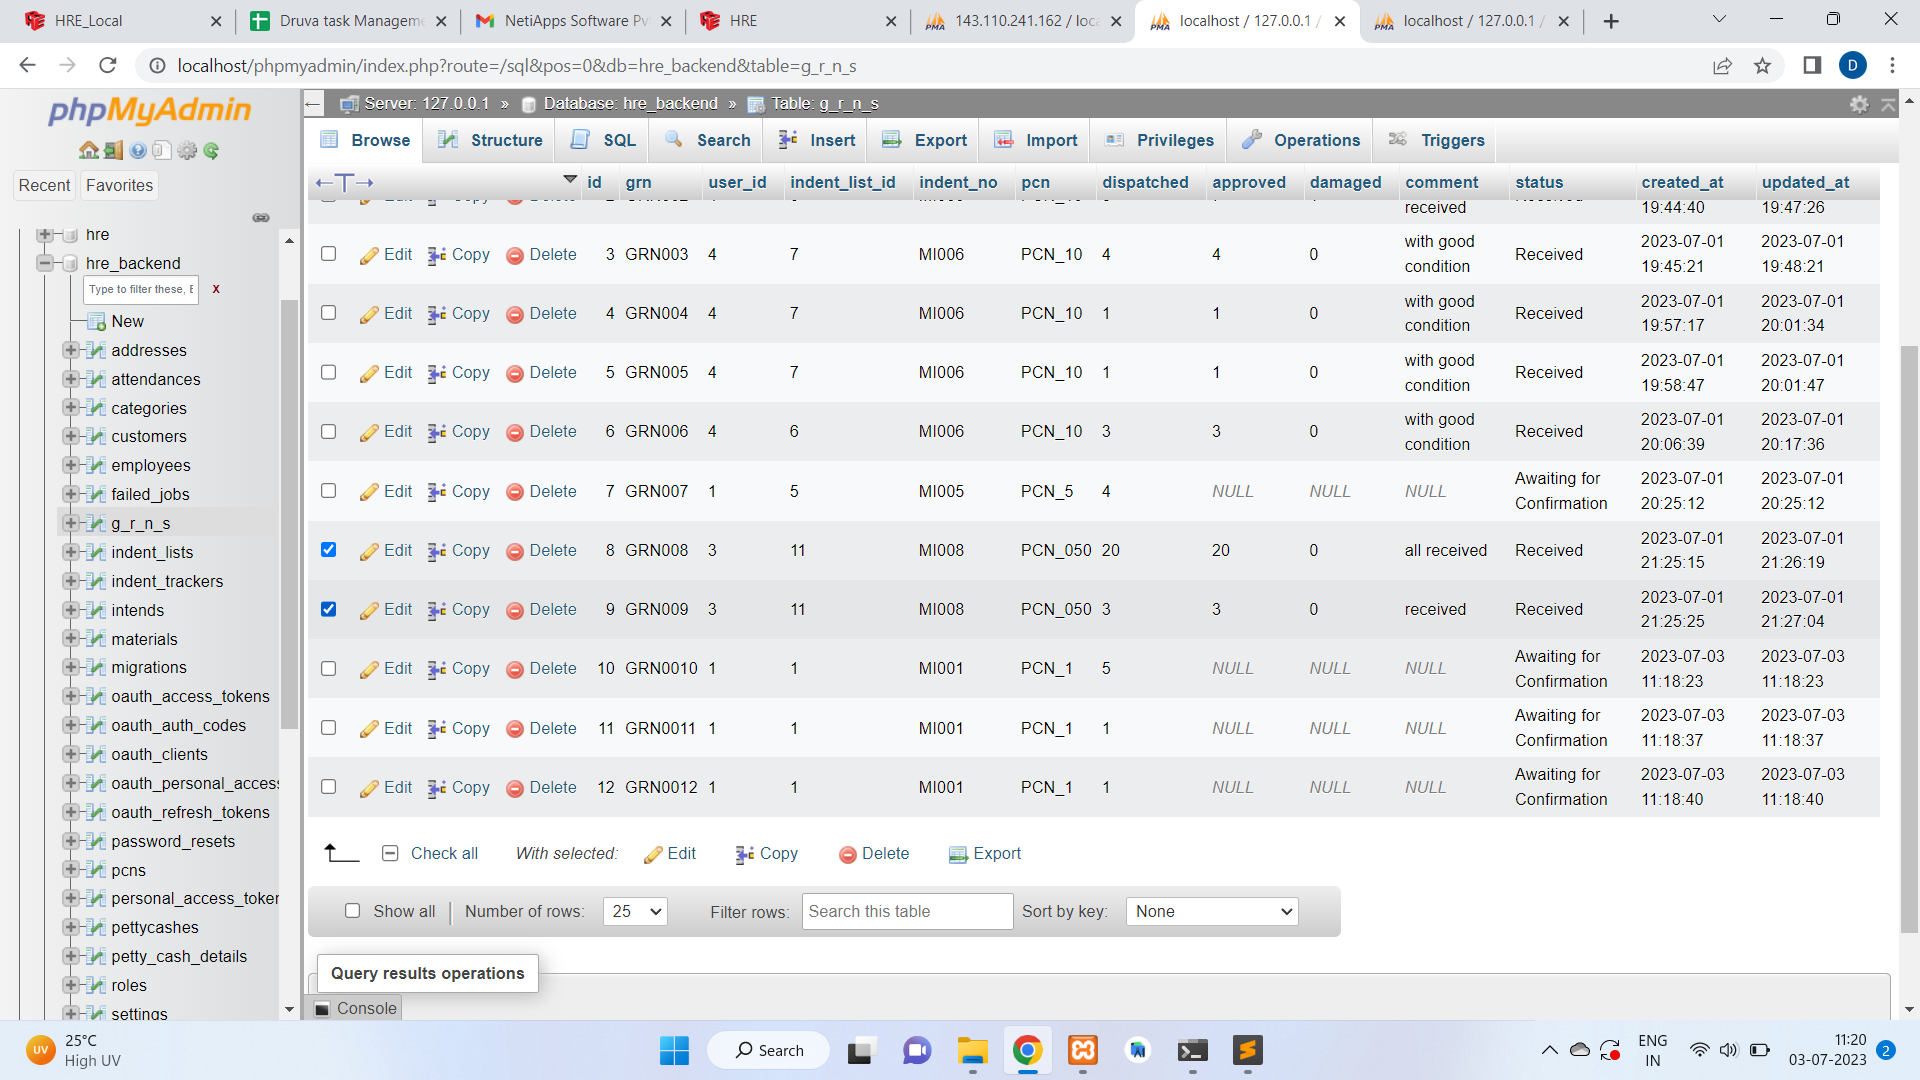 HRE_Local
Druva task Manageme
NetiApps Software Pv
HRE
143.110.241.162 / loca
localhost / 127.0.0.1 /
localhost / 127.0.0.1 /
localhost/phpmyadmin/index.php?route=/sql&pos=0&db=hre_backend&table=g_r_n_s
D
phpMyAdmin
Recent
Favorites
hre
hre_backend
Type to filter these, E
X
New
addresses
attendances
categories
customers
employees
failed_jobs
g_r_n_s
indent_lists
indent_trackers
intends
materials
migrations
oauth_access_tokens
oauth_auth_codes
oauth_clients
oauth_personal_access
oauth_refresh_tokens
password_resets
pcns
personal_access_token
pettycashes
petty_cash_details
roles
settings
Server: 127.0.0.1 » Database: hre_backend » Table: g_r_n_s
Browse Structure SQL Search Insert Export Import Privileges Operations Triggers
id grn user_id indent_list_id indent_no pcn dispatched approved damaged comment status created_at updated_at
received 19:44:40 19:47:26
Edit Copy Delete 3 GRN003 4 7 MI006 PCN_10 4 4 0 with good condition Received 2023-07-01 19:45:21 2023-07-01 19:48:21
Edit Copy Delete 4 GRN004 4 7 MI006 PCN_10 1 1 0 with good condition Received 2023-07-01 19:57:17 2023-07-01 20:01:34
Edit Copy Delete 5 GRN005 4 7 MI006 PCN_10 1 1 0 with good condition Received 2023-07-01 19:58:47 2023-07-01 20:01:47
Edit Copy Delete 6 GRN006 4 6 MI006 PCN_10 3 3 0 with good condition Received 2023-07-01 20:06:39 2023-07-01 20:17:36
Edit Copy Delete 7 GRN007 1 5 MI005 PCN_5 4 NULL NULL NULL Awaiting for Confirmation 2023-07-01 20:25:12 2023-07-01 20:25:12
Edit Copy Delete 8 GRN008 3 11 MI008 PCN_050 20 20 0 all received Received 2023-07-01 21:25:15 2023-07-01 21:26:19
Edit Copy Delete 9 GRN009 3 11 MI008 PCN_050 3 3 0 received Received 2023-07-01 21:25:25 2023-07-01 21:27:04
Edit Copy Delete 10 GRN0010 1 1 MI001 PCN_1 5 NULL NULL NULL Awaiting for Confirmation 2023-07-03 11:18:23 2023-07-03 11:18:23
Edit Copy Delete 11 GRN0011 1 1 MI001 PCN_1 1 NULL NULL NULL Awaiting for Confirmation 2023-07-03 11:18:37 2023-07-03 11:18:37
Edit Copy Delete 12 GRN0012 1 1 MI001 PCN_1 1 NULL NULL NULL Awaiting for Confirmation 2023-07-03 11:18:40 2023-07-03 11:18:40
Check all With selected: Edit Copy Delete Export
Show all Number of rows: 25 Filter rows: Search this table Sort by key: None
Query results operations
Console
UV
25°C
High UV
Search
ENG
IN
11:20
03-07-2023
2